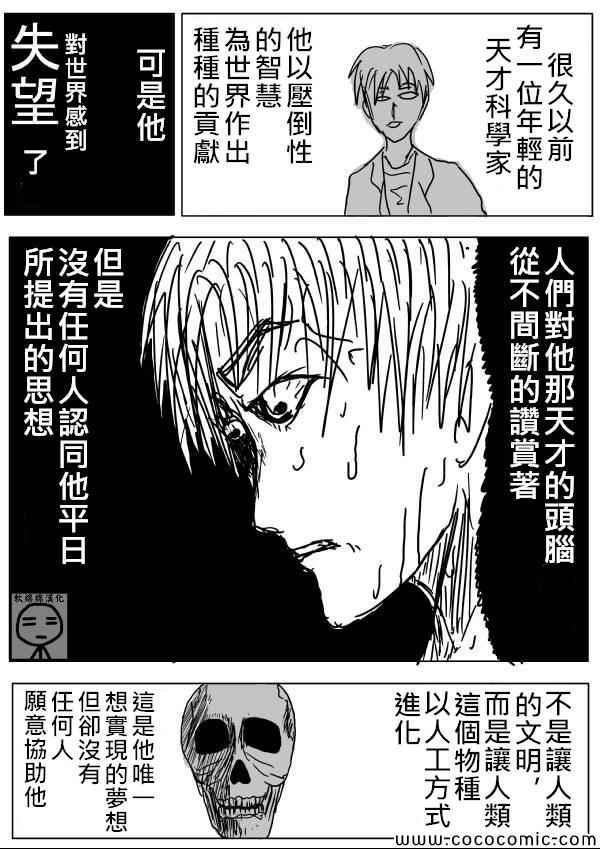 很久以前
有一位年輕的
天才科學家
他以壓倒性
的智慧
為世界作出
種種的貢獻
可是他
對世界感到
失望了
人們對他那天才的頭腦
從不間斷的讚賞著
但是
沒有任何人認同他平日
所提出的思想
軟綿綿漢化
不是讓人類
的文明，
而是讓人類
這個物種
以人工方式
進化
這是他唯一
想實現的夢想
但卻沒有
任何人
願意協助他
www.cococomic.com